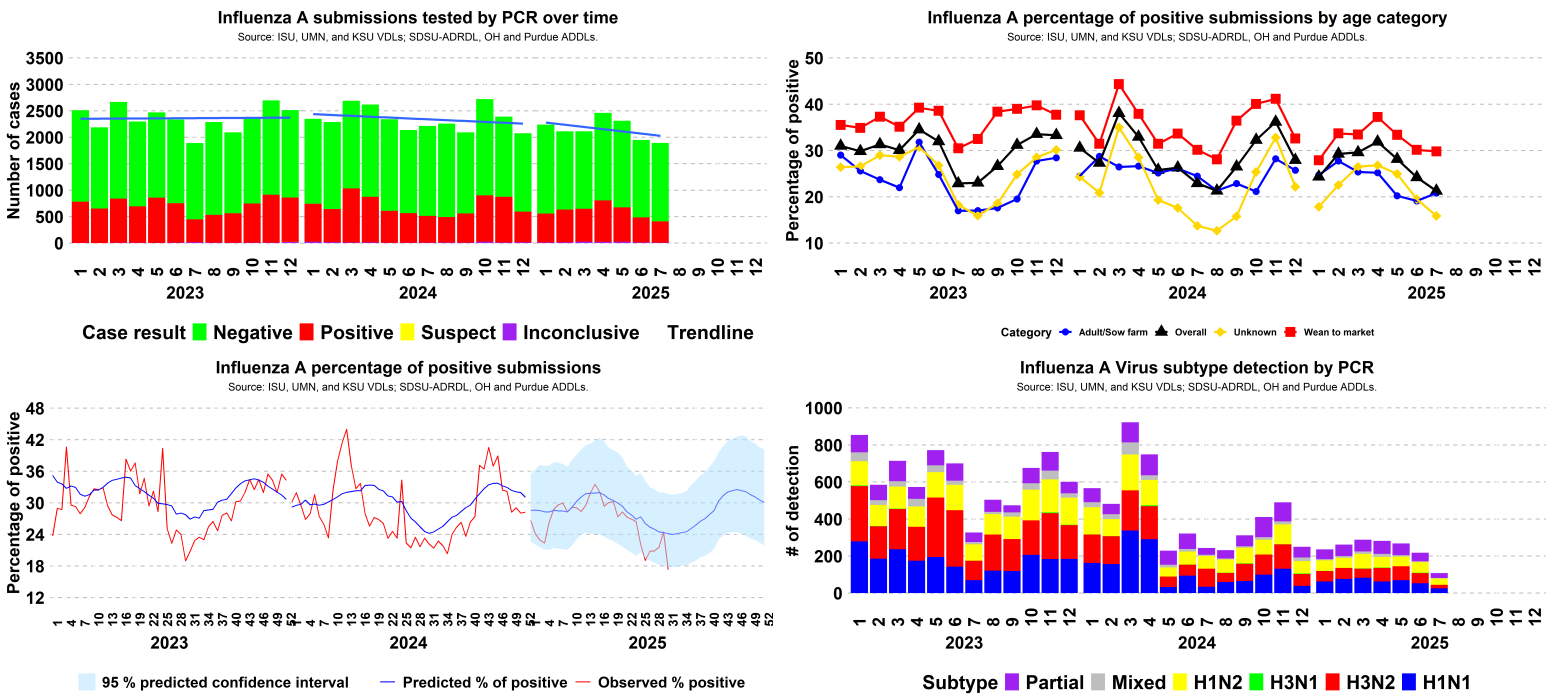 Influenza A submissions tested by PCR over time
Source: ISU, UMN, and KSU VDLs; SDSU-ADRDL, OH and Purdue ADDLs.
Number of cases
3500
3000
2500
2000
1500
1000
500
0
1 2 3 4 5 6 7 8 9 10 11 12 1 2 3 4 5 6 7 8 9 10 11 12 1 2 3 4 5 6 7 8 9 10 11 12
2023 2024 2025
Case result Negative Positive Suspect Inconclusive Trendline
Influenza A percentage of positive submissions by age category
Source: ISU, UMN, and KSU VDLs; SDSU-ADRDL, OH and Purdue ADDLs.
Percentage of positive
50
40
30
20
10
1 2 3 4 5 6 7 8 9 10 11 12 1 2 3 4 5 6 7 8 9 10 11 12 1 2 3 4 5 6 7 8 9 10 11 12
2023 2024 2025
Category Adult/Sow farm Overall Unknown Wean to market
Influenza A percentage of positive submissions
Source: ISU, UMN, and KSU VDLs; SDSU-ADRDL, OH and Purdue ADDLs.
Percentage of positive
48
42
36
30
24
18
12
1 4 7 10 13 16 19 22 25 28 31 34 37 40 43 46 49 52 1 4 7 10 13 16 19 22 25 28 31 34 37 40 43 46 49 52 1 4 7 10 13 16 19 22 25 28 31 34 37 40 43 46 49 52
2023 2024 2025
95 % predicted confidence interval Predicted % of positive Observed % positive
Influenza A Virus subtype detection by PCR
Source: ISU, UMN, and KSU VDLs; SDSU-ADRDL, OH and Purdue ADDLs.
# of detection
1000
800
600
400
200
0
1 2 3 4 5 6 7 8 9 10 11 12 1 2 3 4 5 6 7 8 9 10 11 12 1 2 3 4 5 6 7 8 9 10 11 12
2023 2024 2025
Subtype Partial Mixed H1N2 H3N1 H3N2 H1N1